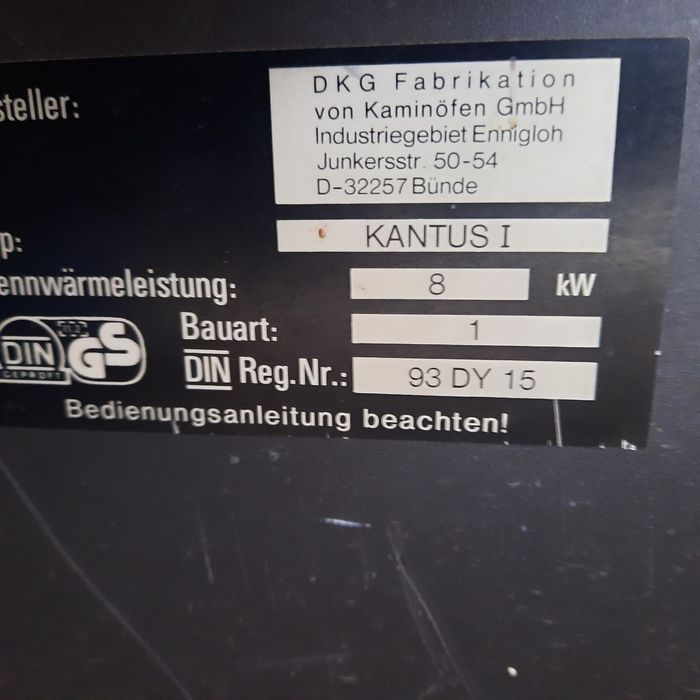 steller:
DKG Fabrikation
von Kaminöfen GmbH
Industriegebiet Ennigloh
Junkersstr. 50-54
D-32257 Bünde
p:
KANTUS I
ennwärmeleistung:
8
kW
DIN
GEPRÜFT
GS
Bauart:
1
DIN Reg.Nr.:
93 DY 15
Bedienungsanleitung beachten!